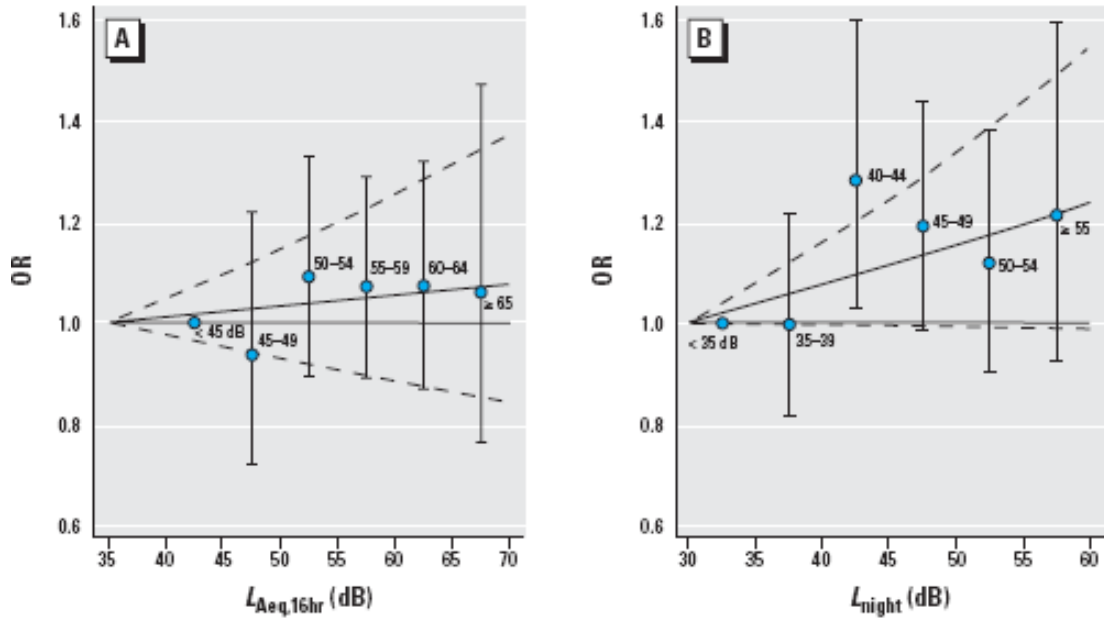 A
OR
1.6
1.4
1.2
1.0
0.8
0.6
< 45 dB
45–49
50–54
55–59
60–64
≥ 65
35 40 45 50 55 60 65 70
LAeq,16hr (dB)
B
OR
1.6
1.4
1.2
1.0
0.8
0.6
< 35 dB
35–39
40–44
45–49
50–54
≥ 55
30 35 40 45 50 55 60
Lnight (dB)